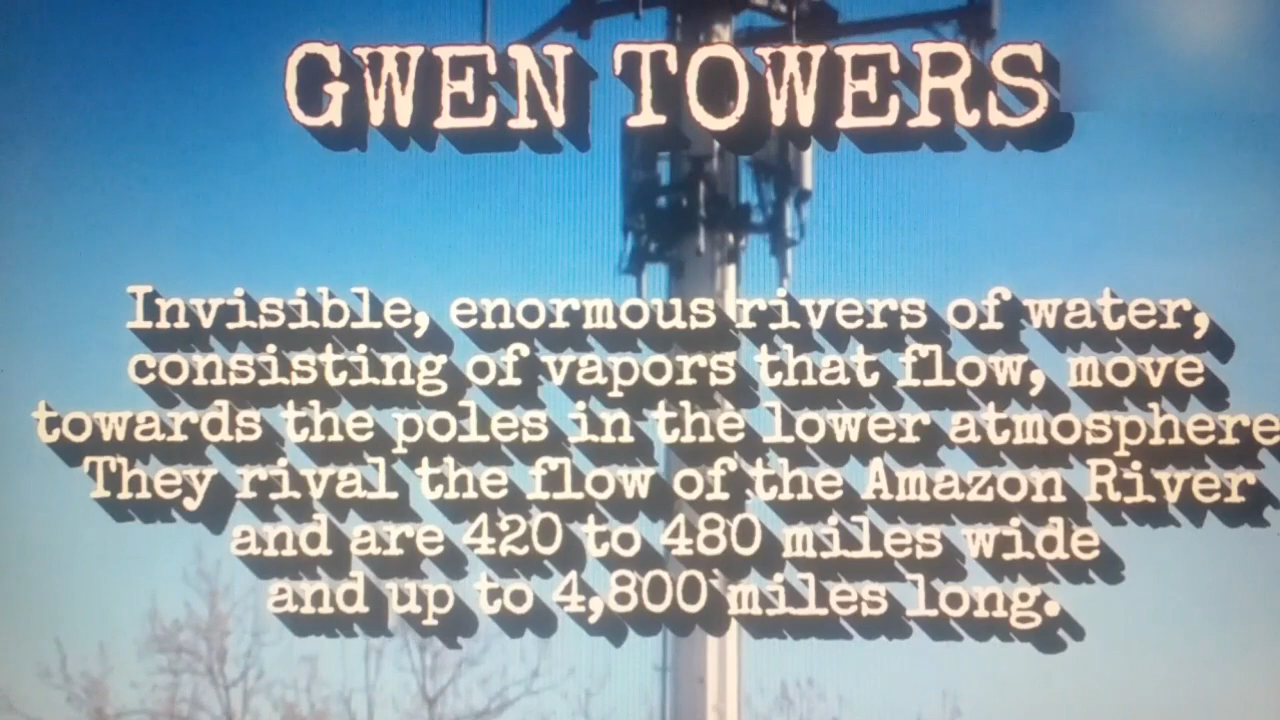 GWEN TOWERS
Invisible, enormous rivers of water,
consisting of vapors that flow, move
towards the poles in the lower atmosphere
They rival the flow of the Amazon River
and are 420 to 480 miles wide
and up to 4,800 miles long.